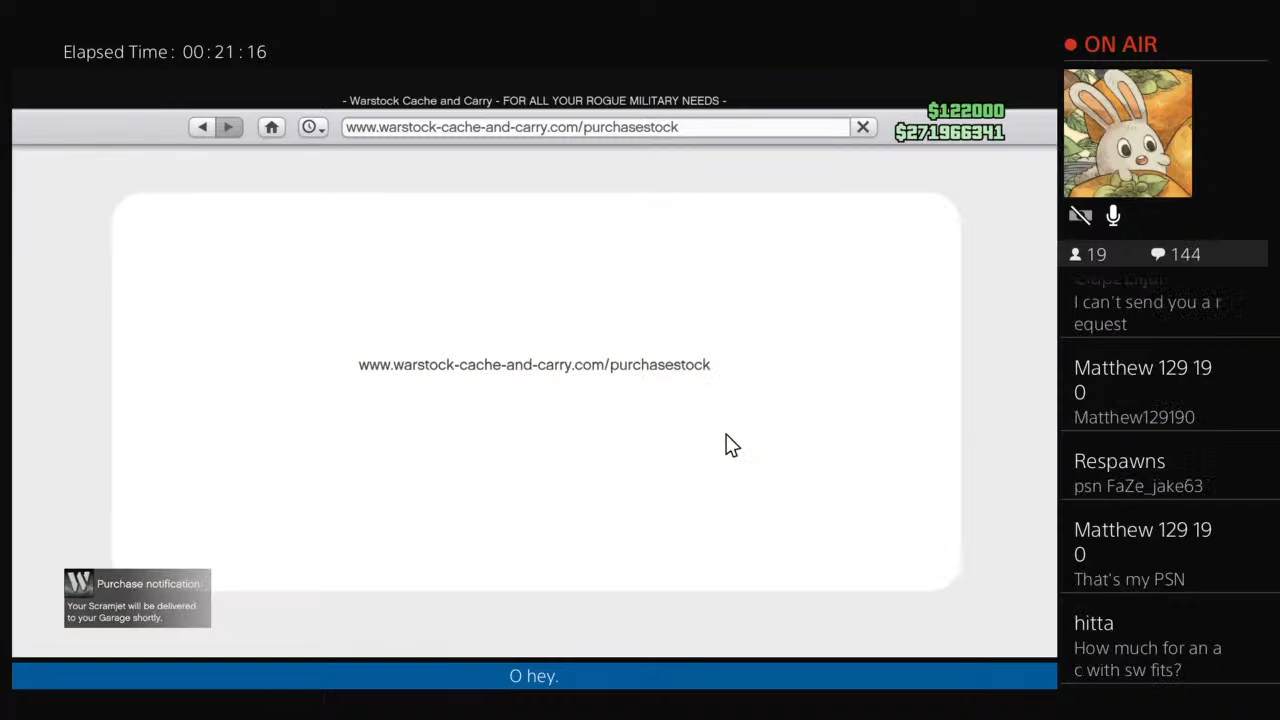 Elapsed Time: 00:21:16
ON AIR
- Warstock Cache and Carry - FOR ALL YOUR ROGUE MILITARY NEEDS -
www.warstock-cache-and-carry.com/purchasestock
$122000
$271966341
19 144
I can't send you a r
equest
www.warstock-cache-and-carry.com/purchasestock
Matthew 129 19
0
Matthew129190
Respawns
psn FaZe_jake63
Matthew 129 19
0
That's my PSN
W Purchase notification
Your Scramjet will be delivered
to your Garage shortly.
hitta
How much for an a
c with sw fits?
O hey.